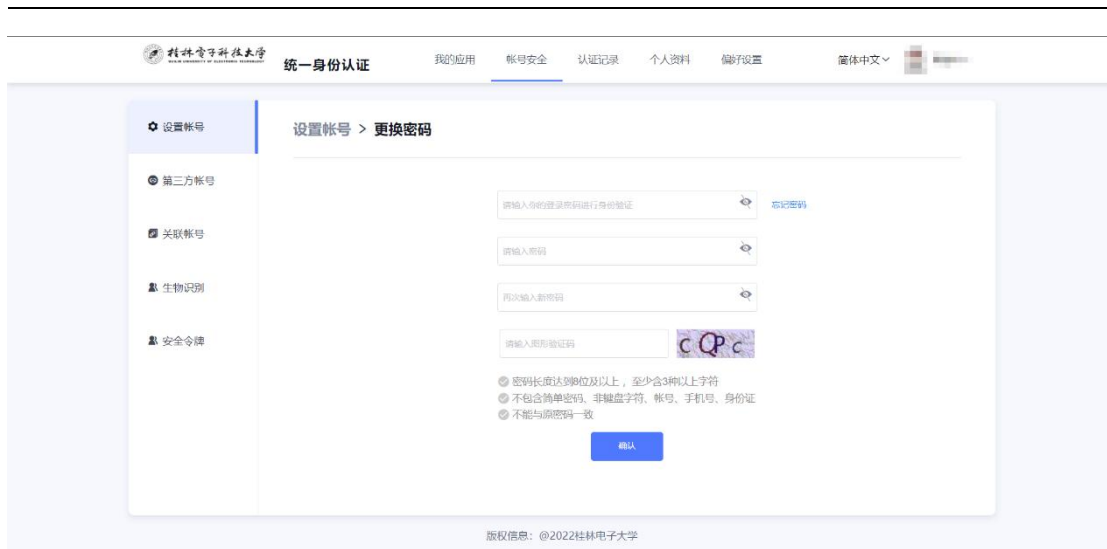 桂林电子科技大学
统一身份认证 我的应用 帐号安全 认证记录 个人资料 偏好设置 简体中文
设置帐号
设置帐号 > 更换密码
第三方帐号
请输入你的登录密码进行身份验证 忘记密码
关联帐号
请输入密码
生物识别
再次输入新密码
安全令牌
请输入图形验证码 c QP c
密码长度达到8位及以上，至少含3种以上字符
不包含简单密码、非键盘字符、帐号、手机号、身份证
不能与原密码一致
确认
版权信息：@2022桂林电子大学